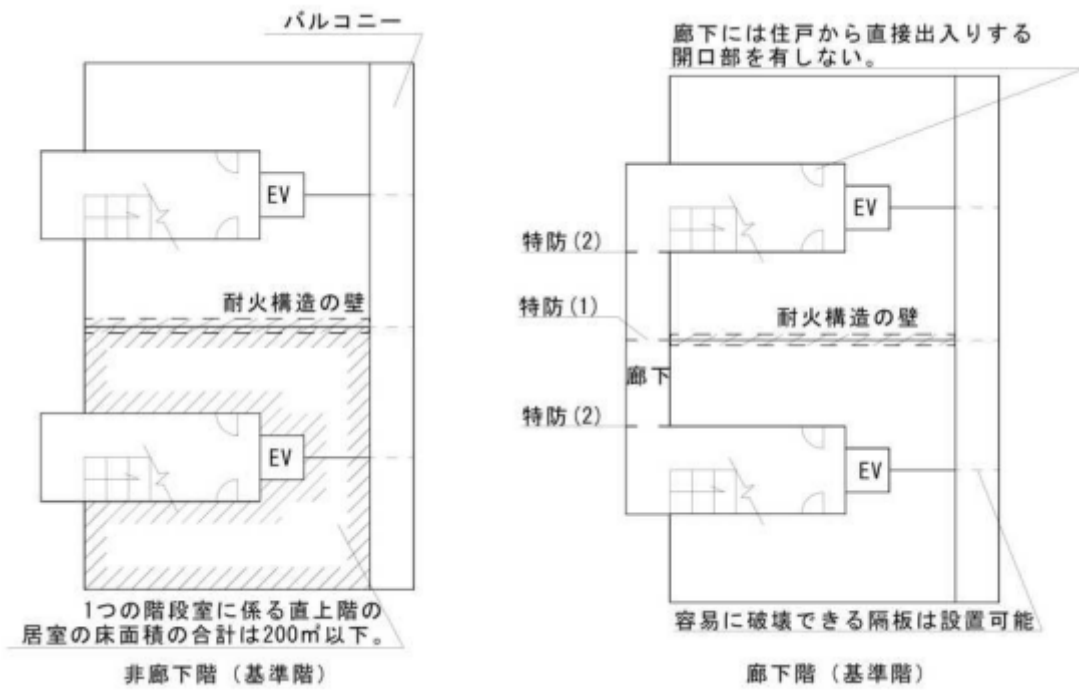 バルコニー
EV
耐火構造の壁
EV
1つの階段室に係る直上階の
居室の床面積の合計は200㎡以下。
非廊下階（基準階）
廊下には住戸から直接出入りする
開口部を有しない。
EV
特防(2)
特防(1)
耐火構造の壁
廊下
特防(2)
EV
容易に破壊できる隔板は設置可能
廊下階（基準階）